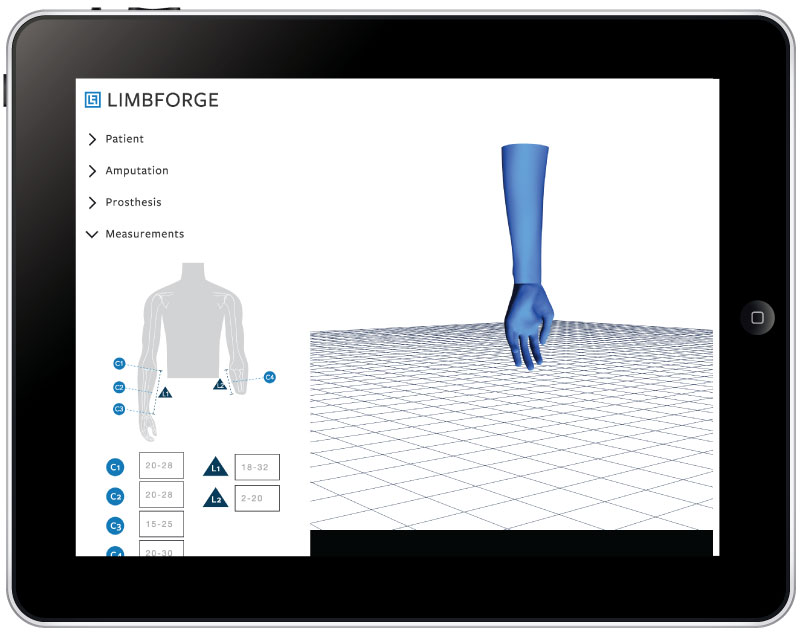 LF LIMBFORGE
Patient
Amputation
Prosthesis
Measurements
C1
C2
C3
L1
L2
C4
C1 20-28 L1 18-32
C2 20-28 L2 2-20
C3 15-25
C4 20-30